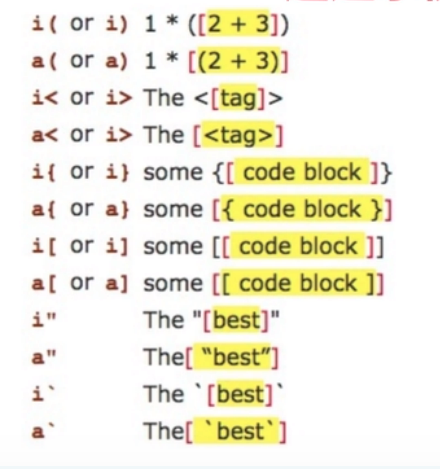 i( or i) 1 * ([2 + 3])
a( or a) 1 * [(2 + 3)]
i< or i> The <[tag]>
a< or i> The [<tag>]
i{ or i} some {[ code block ]}
a{ or a} some [{ code block }]
i[ or i] some [[ code block ]]
a[ or a] some [[ code block ]]
i" The "[best]"
a" The[ “best”]
i` The `[best]`
a` The[ `best`]